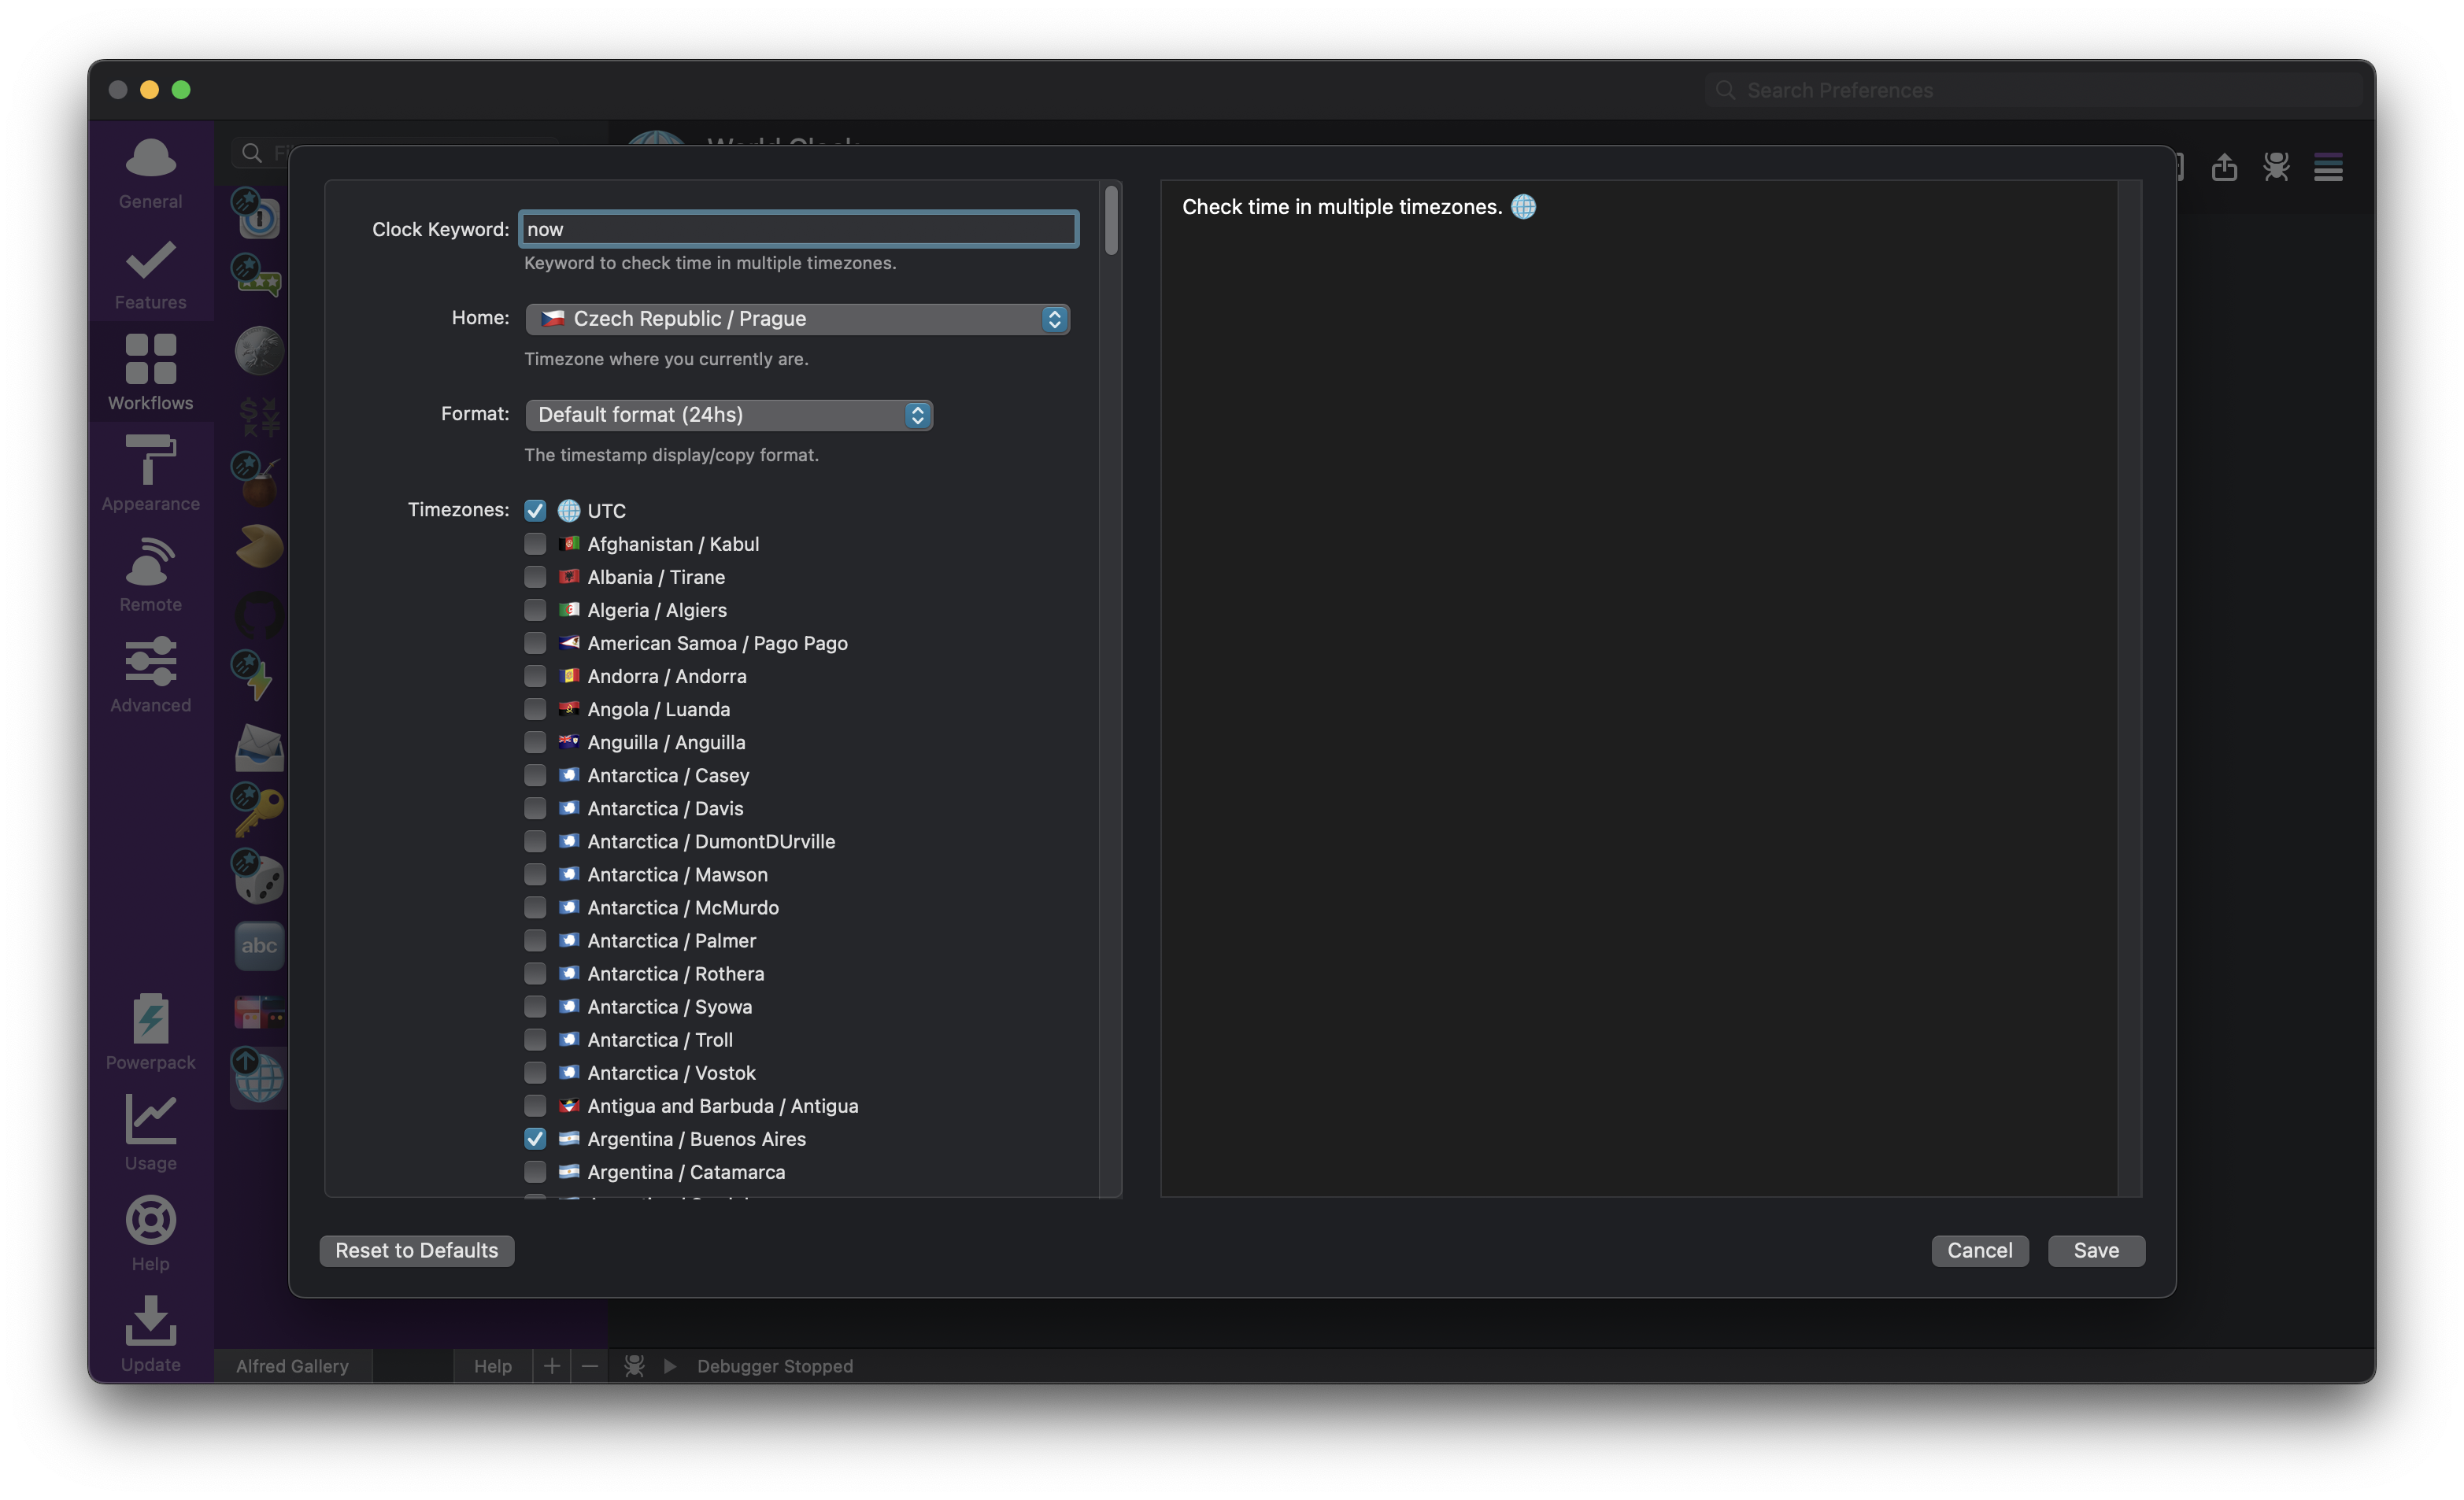 Search Preferences
General
Features
Workflows
Appearance
Remote
Advanced
Powerpack
Usage
Help
Update
abc
World Clock
Clock Keyword: now
Keyword to check time in multiple timezones.
Home: Czech Republic / Prague
Timezone where you currently are.
Format: Default format (24hs)
The timestamp display/copy format.
Timezones: UTC
Afghanistan / Kabul
Albania / Tirane
Algeria / Algiers
American Samoa / Pago Pago
Andorra / Andorra
Angola / Luanda
Anguilla / Anguilla
Antarctica / Casey
Antarctica / Davis
Antarctica / DumontDUrville
Antarctica / Mawson
Antarctica / McMurdo
Antarctica / Palmer
Antarctica / Rothera
Antarctica / Syowa
Antarctica / Troll
Antarctica / Vostok
Antigua and Barbuda / Antigua
Argentina / Buenos Aires
Argentina / Catamarca
Check time in multiple timezones.
Reset to Defaults
Cancel
Save
Alfred Gallery
Help
Debugger Stopped